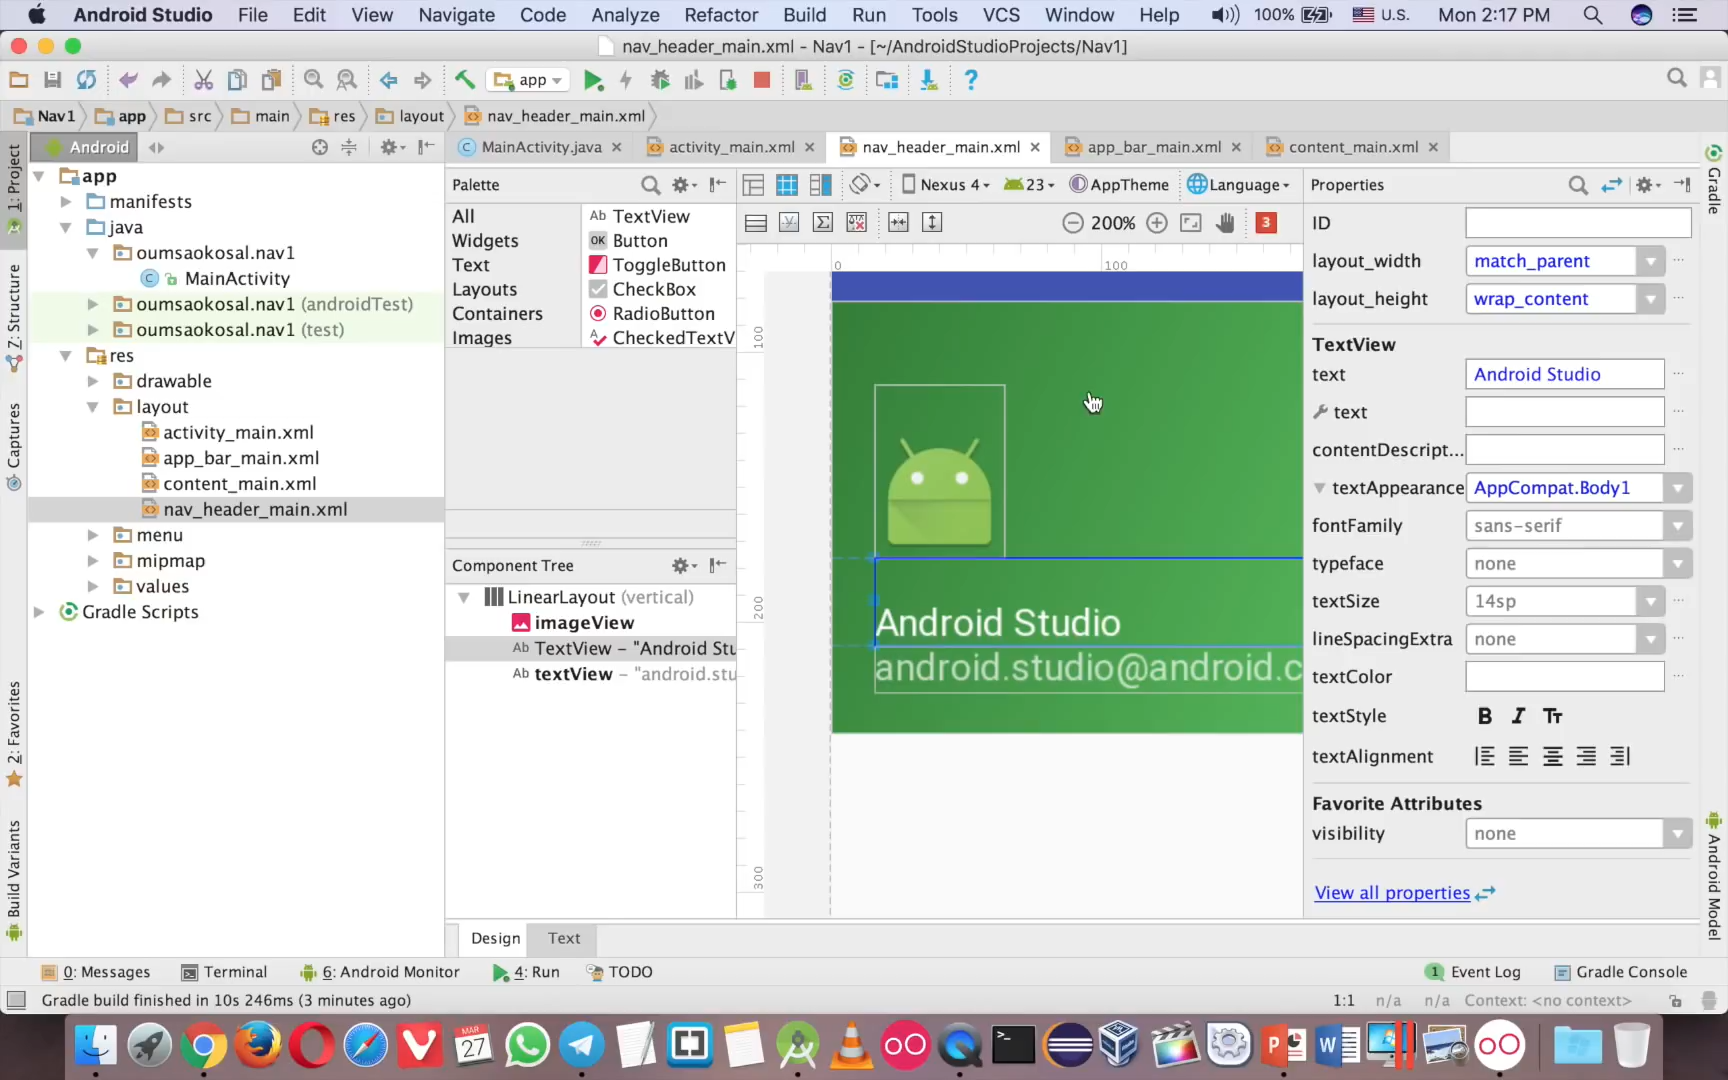 Android Studio File Edit View Navigate Code Analyze Refactor Build Run Tools VCS Window Help 100% U.S. Mon 2:17 PM
nav_header_main.xml - Nav1 - [~/AndroidStudioProjects/Nav1]
app
Nav1 app src main res layout nav_header_main.xml
Android
MainActivity.java activity_main.xml nav_header_main.xml app_bar_main.xml content_main.xml
1: Project
Z: Structure
Captures
2: Favorites
Build Variants
app
manifests
java
oumsaokosal.nav1
MainActivity
oumsaokosal.nav1 (androidTest)
oumsaokosal.nav1 (test)
res
drawable
layout
activity_main.xml
app_bar_main.xml
content_main.xml
nav_header_main.xml
menu
mipmap
values
Gradle Scripts
Palette
All
Widgets
Text
Layouts
Containers
Images
Ab TextView
OK Button
ToggleButton
CheckBox
RadioButton
CheckedTextV
Component Tree
LinearLayout (vertical)
imageView
Ab TextView - "Android Stu
Ab textView - "android.stu
Nexus 4 23 AppTheme Language
200% 3
0 100
100
200
300
Android Studio
android.studio@android.c
Properties
ID
layout_width match_parent
layout_height wrap_content
TextView
text Android Studio
text
contentDescript...
textAppearance AppCompat.Body1
fontFamily sans-serif
typeface none
textSize 14sp
lineSpacingExtra none
textColor
textStyle B I Tt
textAlignment
Favorite Attributes
visibility none
View all properties
Gradle
Android Model
Design Text
0: Messages Terminal 6: Android Monitor 4: Run TODO 1 Event Log Gradle Console
Gradle build finished in 10s 246ms (3 minutes ago) 1:1 n/a n/a Context: <no context>
MAR
27